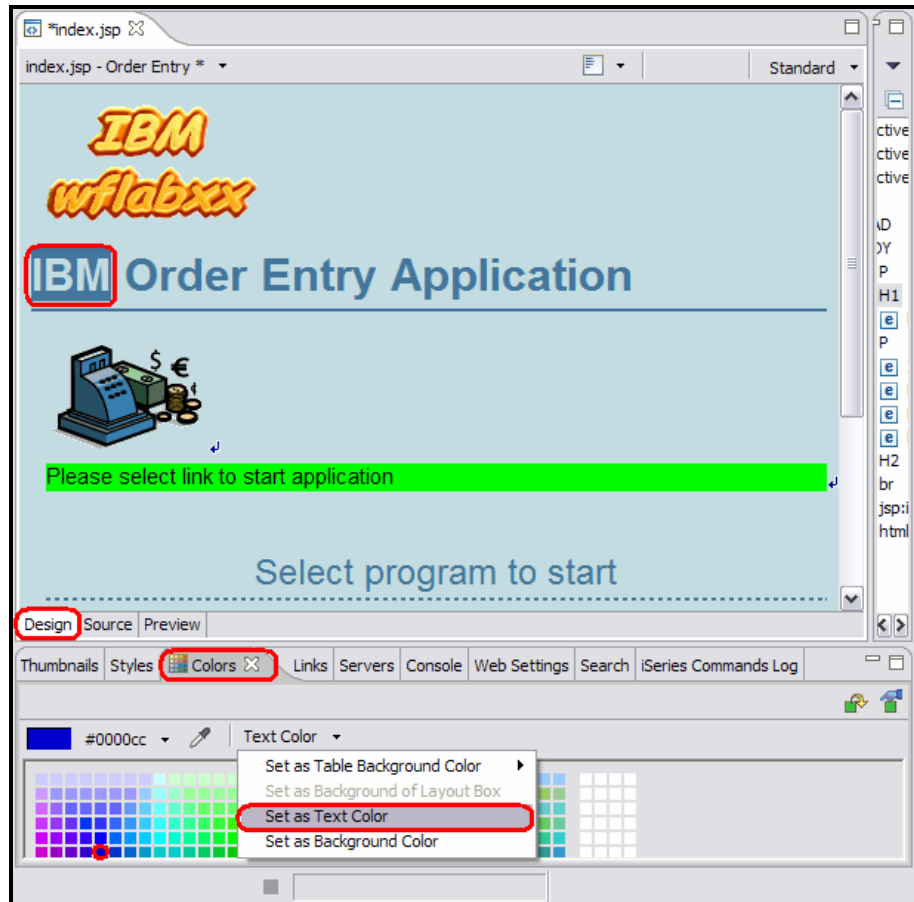 *index.jsp
index.jsp - Order Entry *
Standard
IBM
wflabxx
IBM Order Entry Application
$ €
Please select link to start application
Select program to start
Design Source Preview
ctive
ctive
ctive
AD
DY
P
H1
e
P
e
e
e
e
H2
br
jsp:i
html
Thumbnails Styles Colors Links Servers Console Web Settings Search iSeries Commands Log
#0000cc Text Color
Set as Table Background Color
Set as Background of Layout Box
Set as Text Color
Set as Background Color